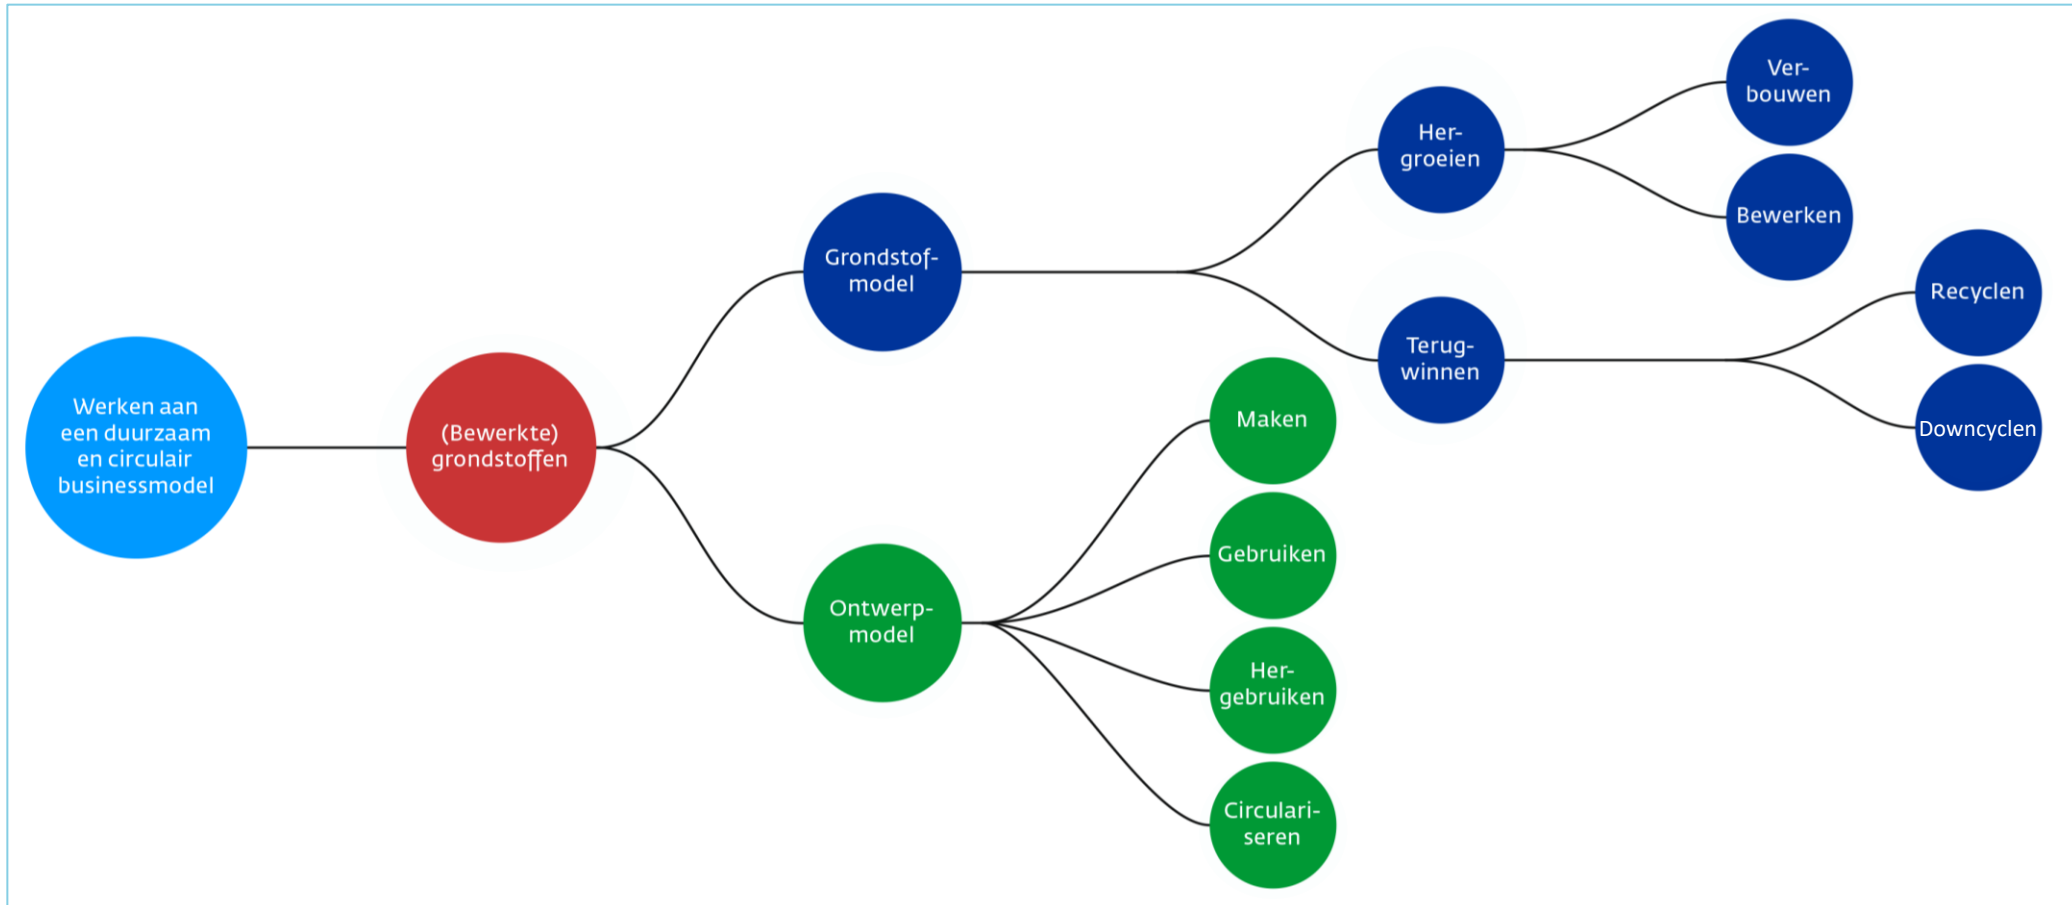 Werken aan
een duurzaam
en circulair
businessmodel
(Bewerkte)
grondstoffen
Grondstof-
model
Ontwerp-
model
Her-
groeien
Terug-
winnen
Ver-
bouwen
Bewerken
Recyclen
Downcyclen
Maken
Gebruiken
Her-
gebruiken
Circulari-
seren